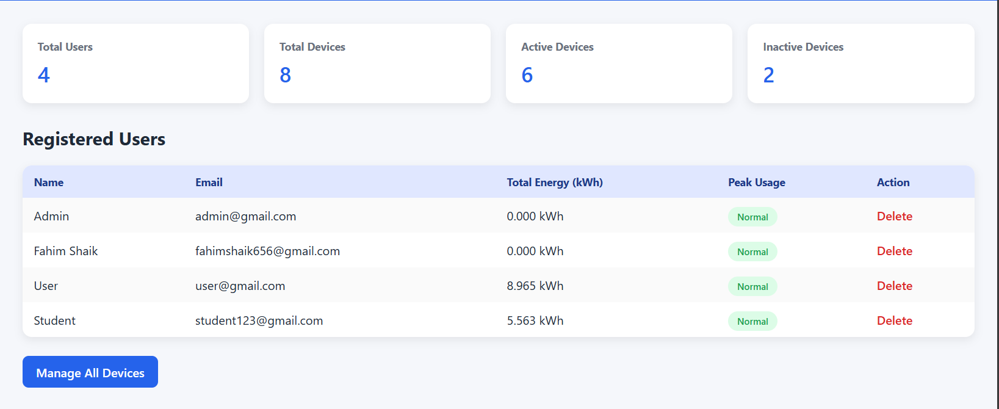 Total Users
4
Total Devices
8
Active Devices
6
Inactive Devices
2
Registered Users
Name Email Total Energy (kWh) Peak Usage Action
Admin admin@gmail.com 0.000 kWh Normal Delete
Fahim Shaik fahimshaik656@gmail.com 0.000 kWh Normal Delete
User user@gmail.com 8.965 kWh Normal Delete
Student student123@gmail.com 5.563 kWh Normal Delete
Manage All Devices